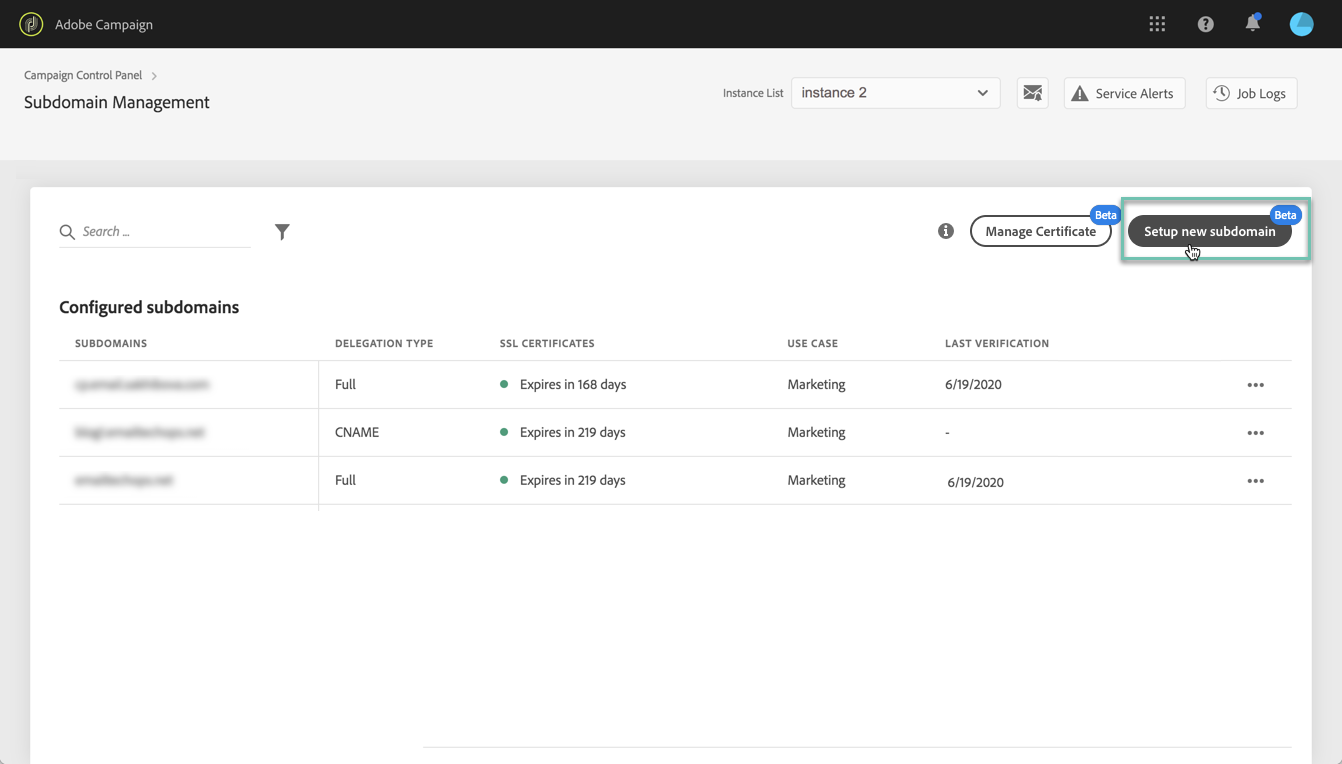 Adobe Campaign
Campaign Control Panel
Subdomain Management
Instance List instance 2 Service Alerts Job Logs
Search ... Manage Certificate Beta Setup new subdomain Beta
Configured subdomains
SUBDOMAINS DELEGATION TYPE SSL CERTIFICATES USE CASE LAST VERIFICATION
Full Expires in 168 days Marketing 6/19/2020
CNAME Expires in 219 days Marketing -
Full Expires in 219 days Marketing 6/19/2020